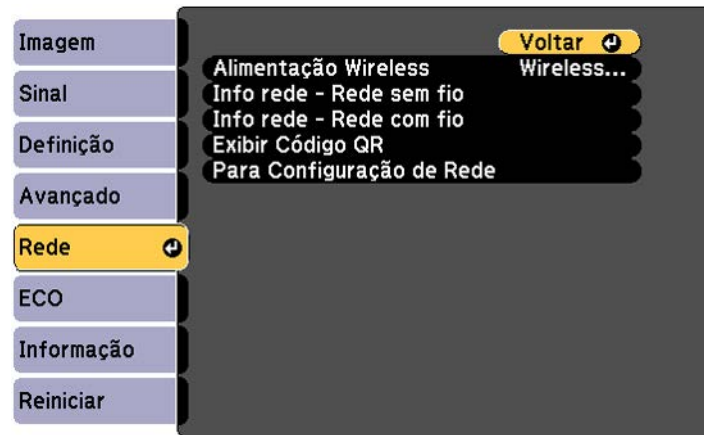 Imagem
Sinal
Definição
Avançado
Rede
ECO
Informação
Reiniciar
Voltar
Alimentação Wireless Wireless...
Info rede - Rede sem fio
Info rede - Rede com fio
Exibir Código QR
Para Configuração de Rede